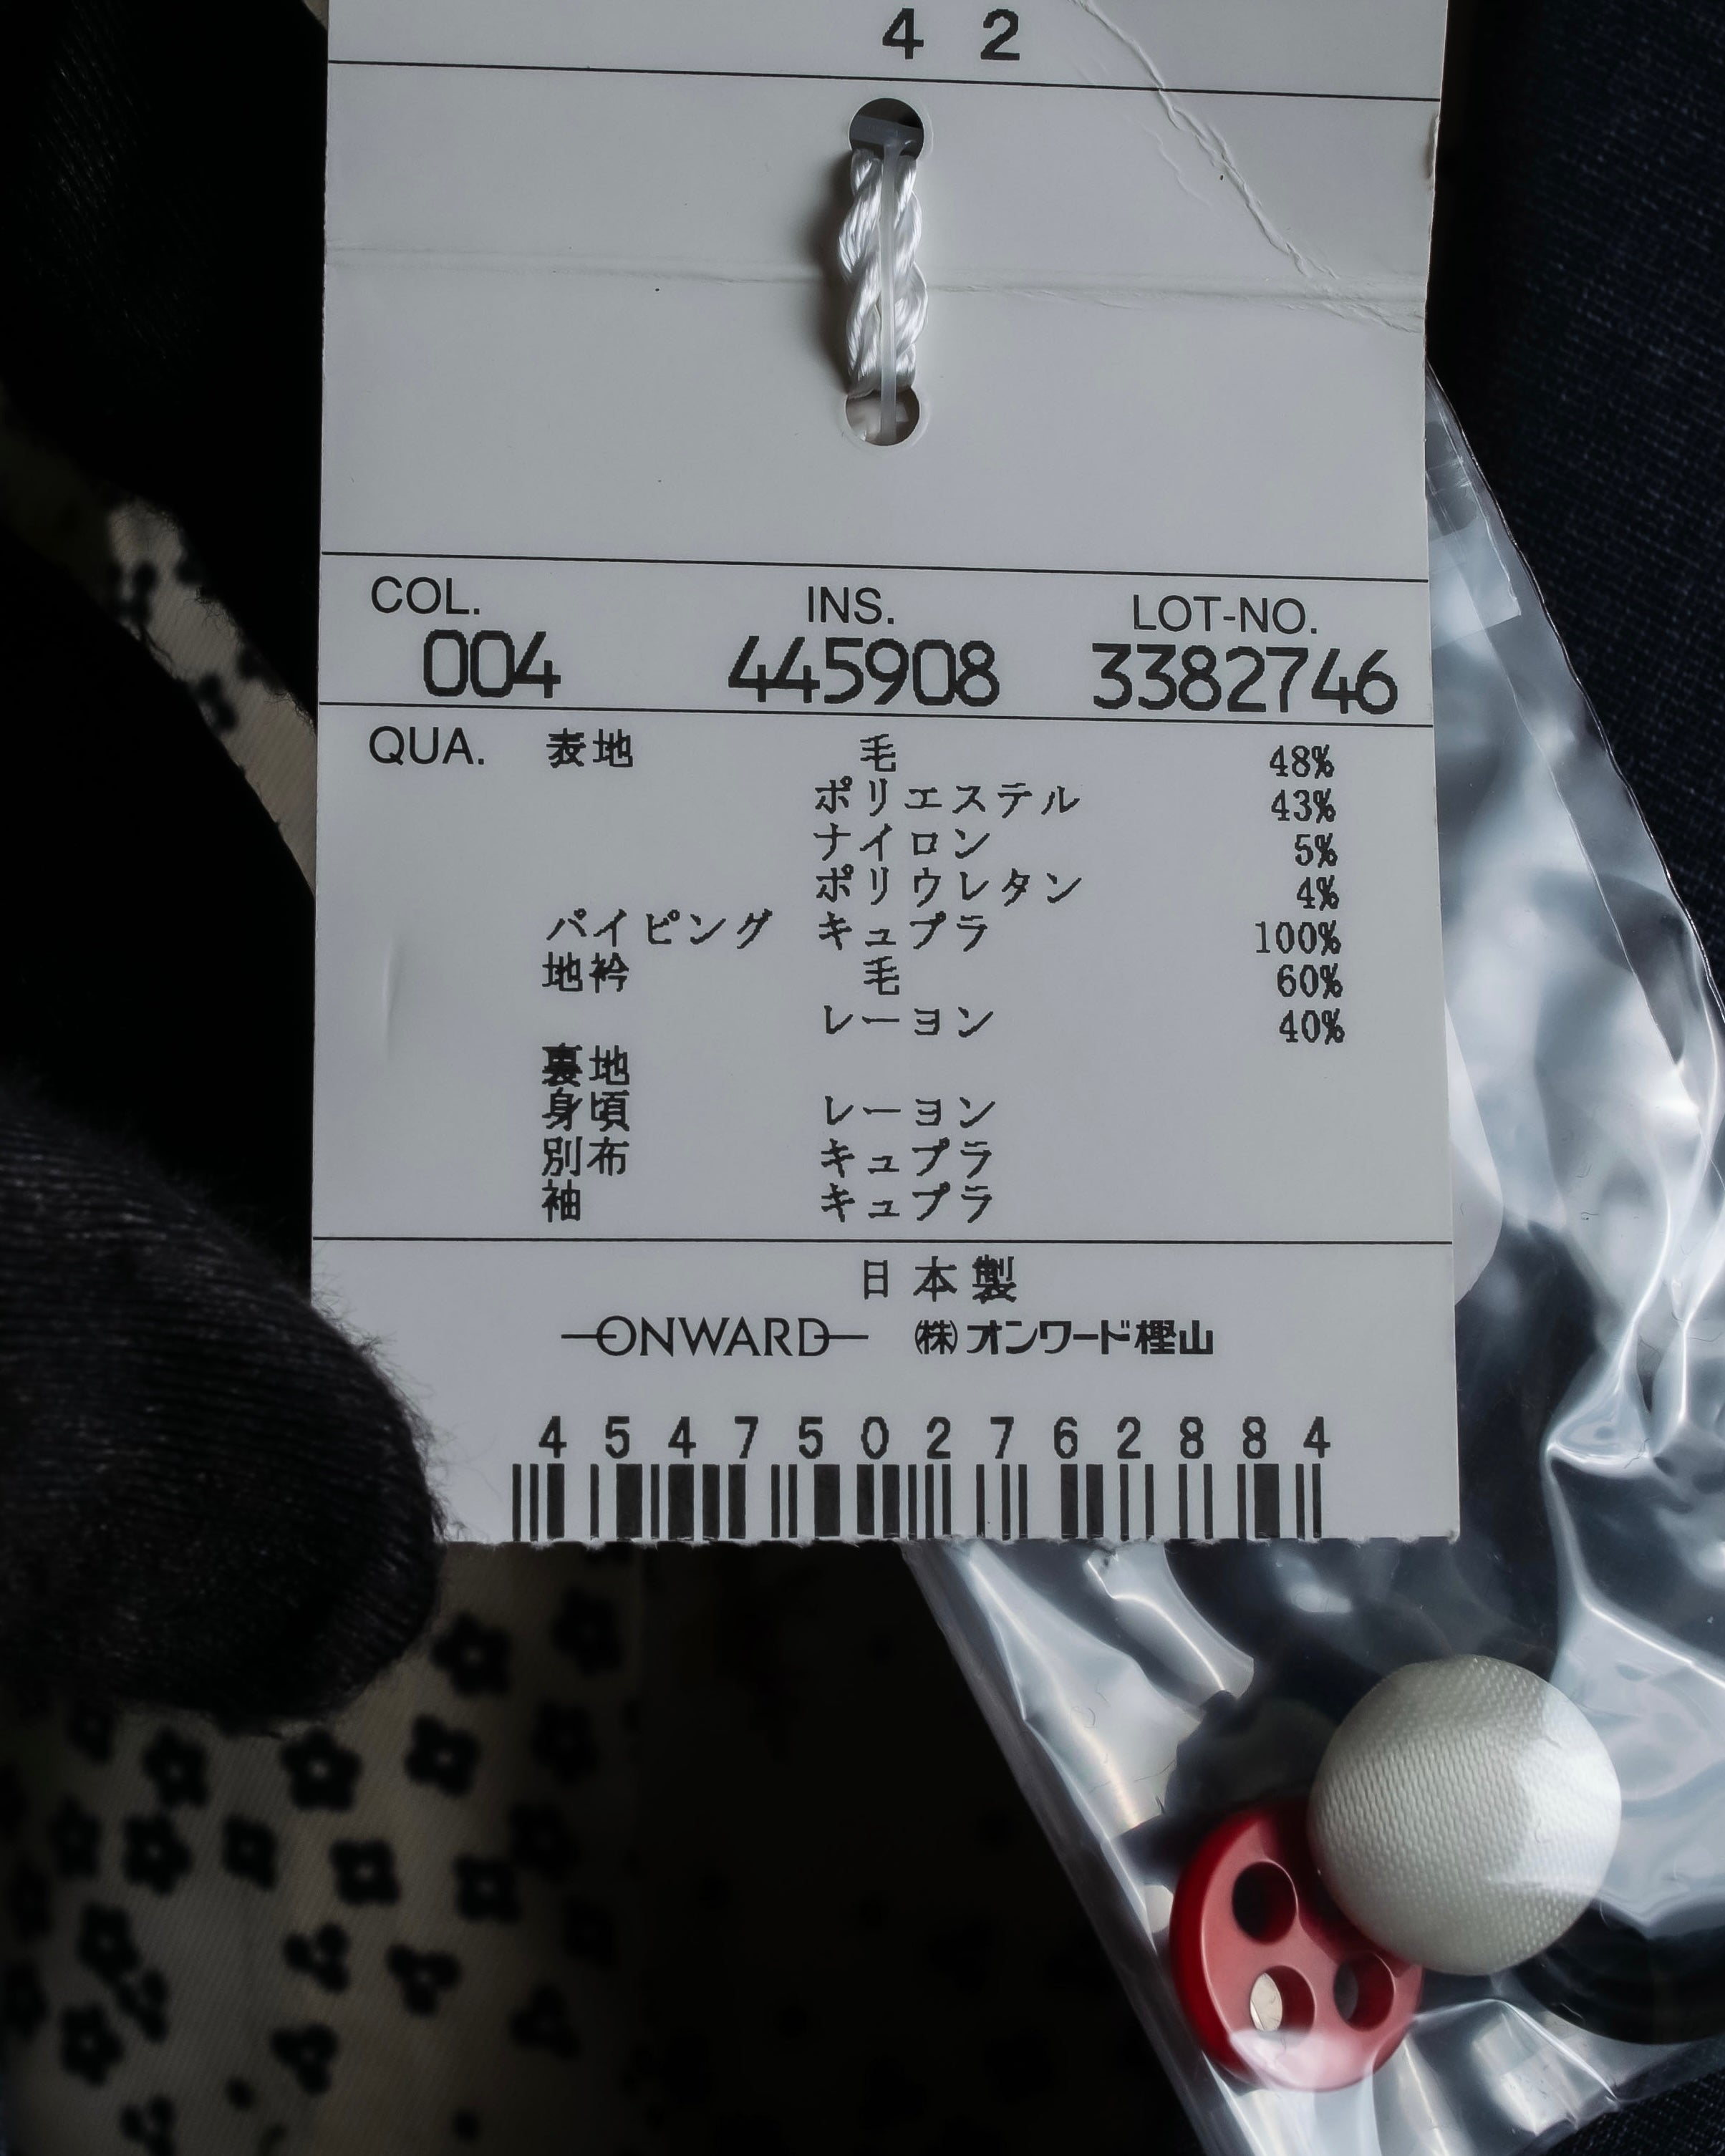 4 2
COL. INS. LOT-NO.
004 445908 3382746
QUA. 表地 毛 48%
ポリエステル 43%
ナイロン 5%
ポリウレタン 4%
パイピング キュプラ 100%
地衿 毛 60%
レーヨン 40%
裏地
身頃 レーヨン
別布 キュプラ
袖 キュプラ
日本製
ONWARD ㈱オンワード樫山
4547502762884